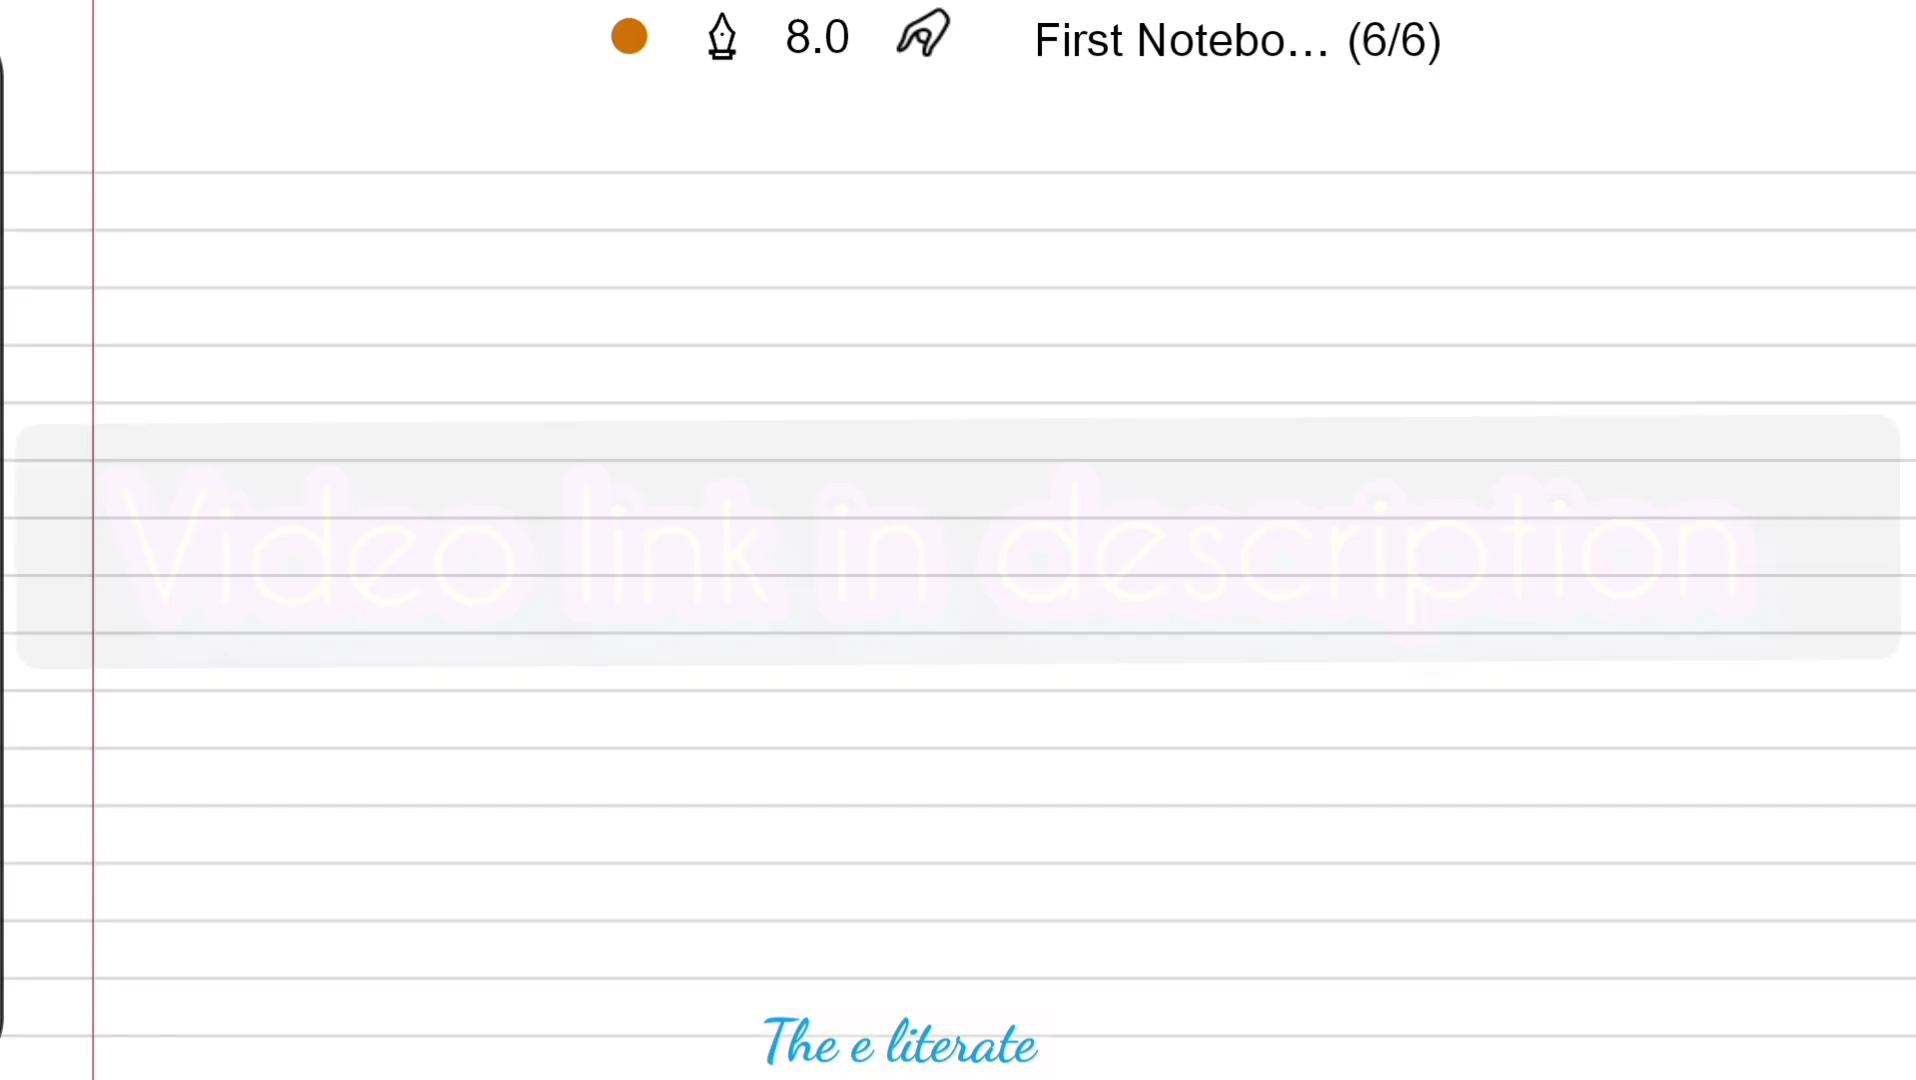 8.0 First Notebo... (6/6)
Video link in description
The e literate